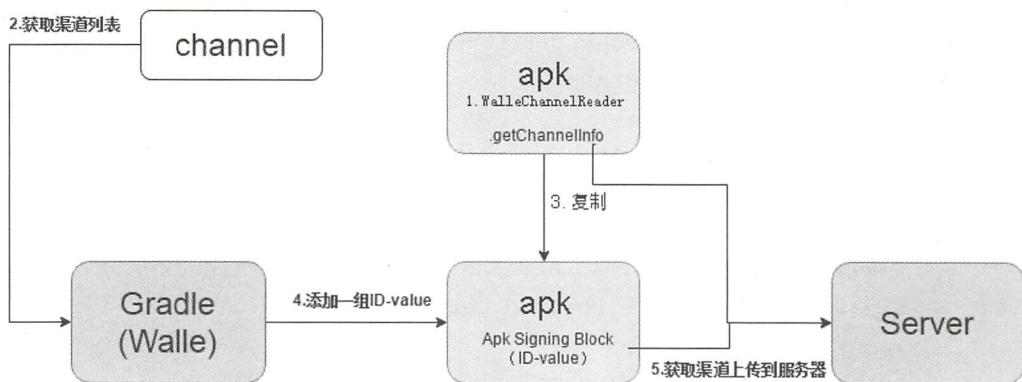 2.获取渠道列表
channel
apk
1.WalleChannelReader
.getChannelInfo
3. 复制
Gradle
(Walle)
4.添加一组ID-value
apk
Apk Signing Block
(ID-value)
Server
5.获取渠道上传到服务器